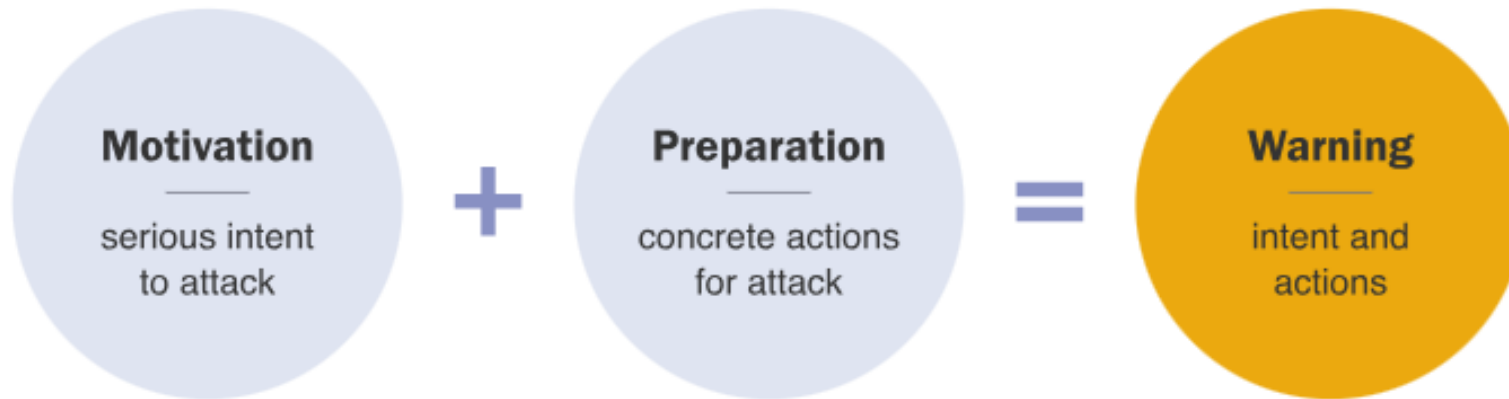 Motivation
serious intent
to attack
+
Preparation
concrete actions
for attack
=
Warning
intent and
actions